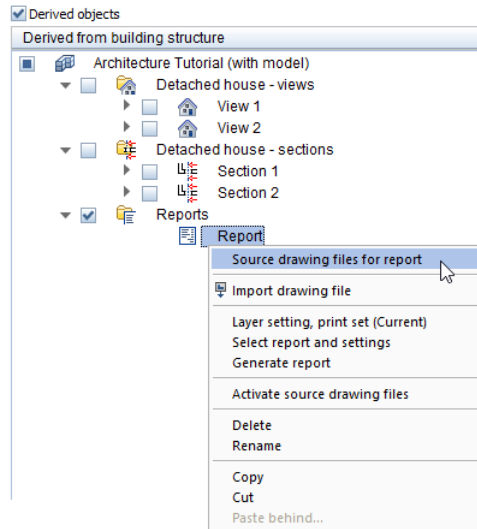 Derived objects
Derived from building structure
Architecture Tutorial (with model)
Detached house - views
View 1
View 2
Detached house - sections
Section 1
Section 2
Reports
Report
Source drawing files for report
Import drawing file
Layer setting, print set (Current)
Select report and settings
Generate report
Activate source drawing files
Delete
Rename
Copy
Cut
Paste behind...